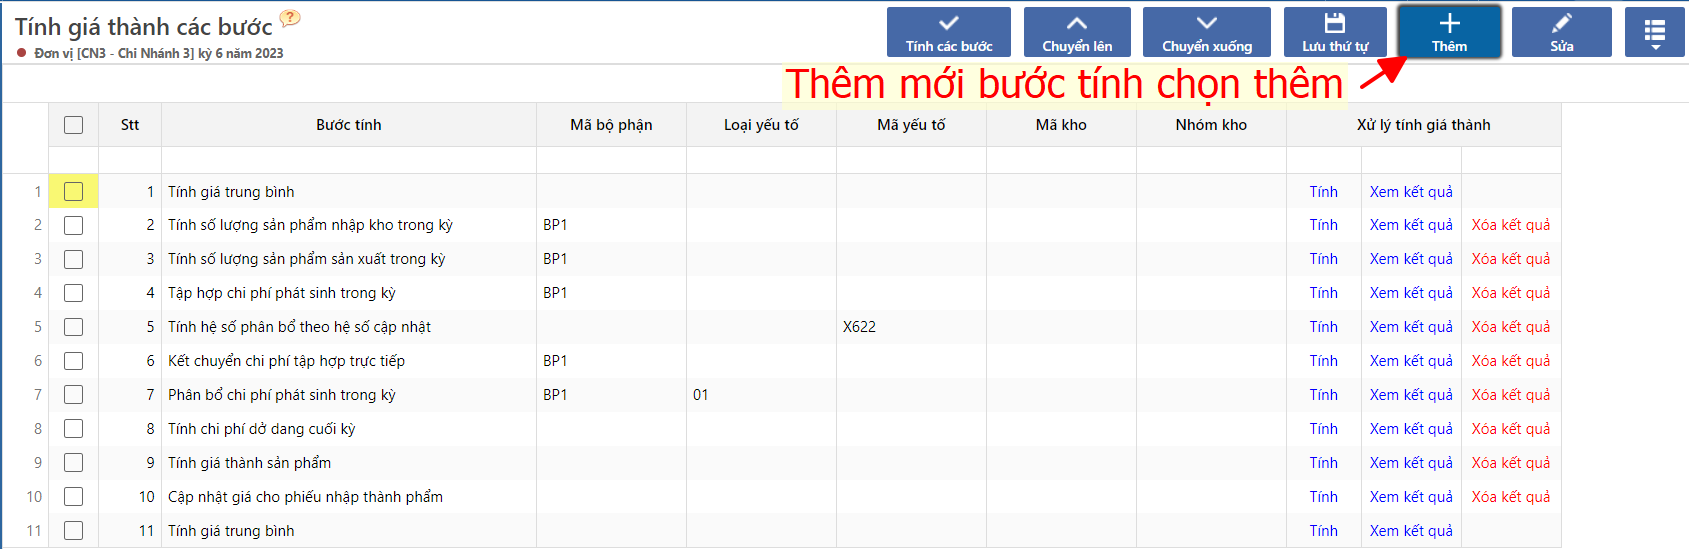 Tính giá thành các bước ?
Đơn vị [CN3 - Chi Nhánh 3] kỳ 6 năm 2023
Tính các bước Chuyển lên Chuyển xuống Lưu thứ tự Thêm Sửa
Thêm mới bước tính chọn thêm
Stt Bước tính Mã bộ phận Loại yếu tố Mã yếu tố Mã kho Nhóm kho Xử lý tính giá thành
1 1 Tính giá trung bình Tính Xem kết quả
2 2 Tính số lượng sản phẩm nhập kho trong kỳ BP1 Tính Xem kết quả Xóa kết quả
3 3 Tính số lượng sản phẩm sản xuất trong kỳ BP1 Tính Xem kết quả Xóa kết quả
4 4 Tập hợp chi phí phát sinh trong kỳ BP1 Tính Xem kết quả Xóa kết quả
5 5 Tính hệ số phân bổ theo hệ số cập nhật X622 Tính Xem kết quả Xóa kết quả
6 6 Kết chuyển chi phí tập hợp trực tiếp BP1 Tính Xem kết quả Xóa kết quả
7 7 Phân bổ chi phí phát sinh trong kỳ BP1 01 Tính Xem kết quả Xóa kết quả
8 8 Tính chi phí dở dang cuối kỳ Tính Xem kết quả Xóa kết quả
9 9 Tính giá thành sản phẩm Tính Xem kết quả Xóa kết quả
10 10 Cập nhật giá cho phiếu nhập thành phẩm Tính Xem kết quả Xóa kết quả
11 11 Tính giá trung bình Tính Xem kết quả